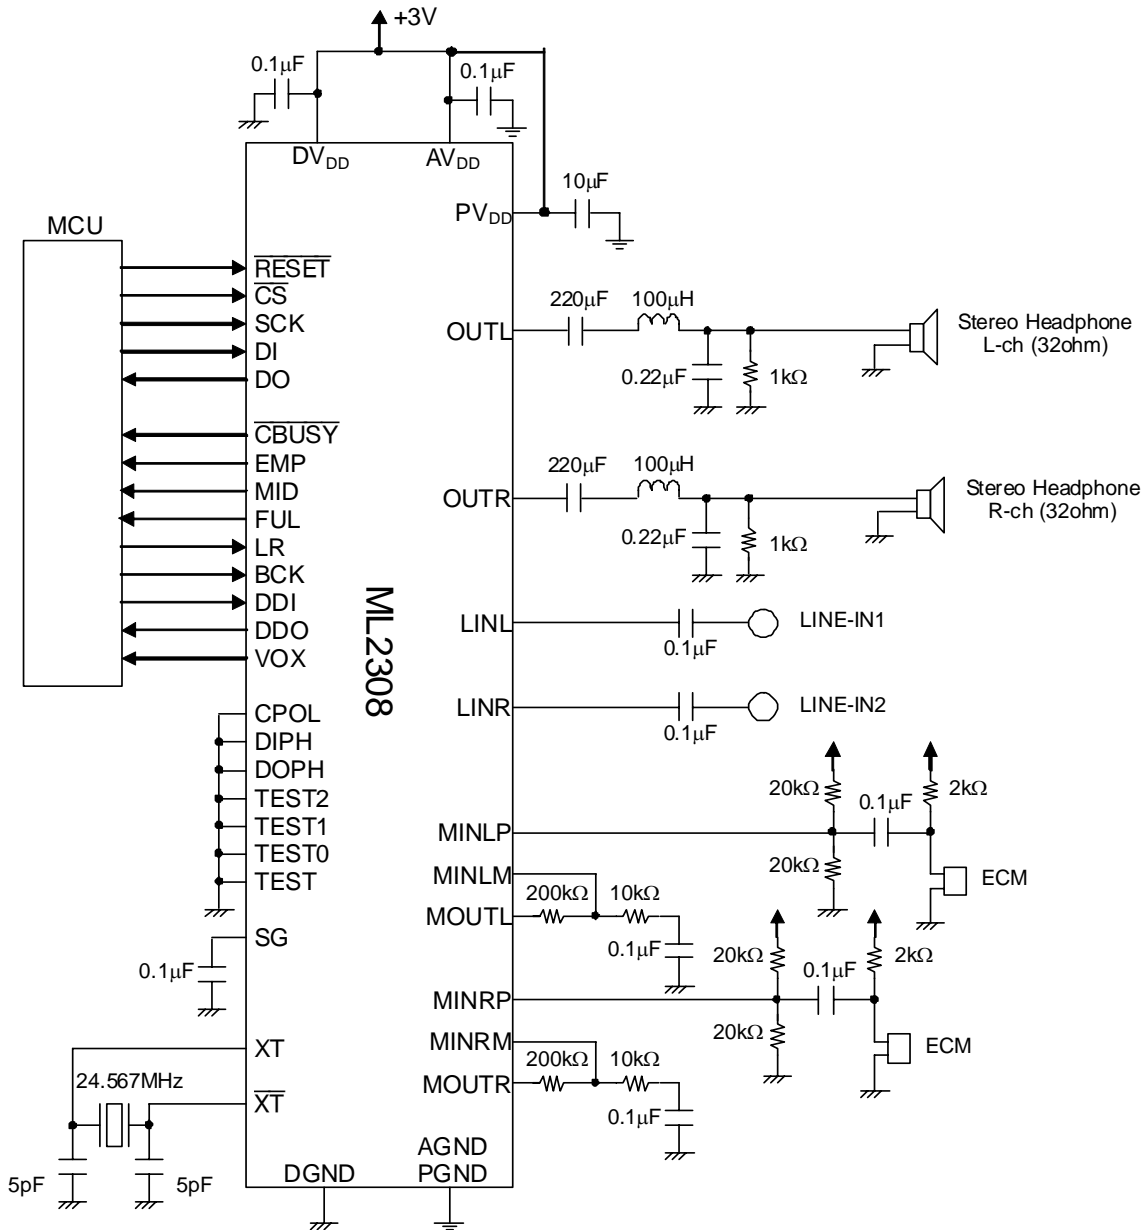 +3V
0.1μF
0.1μF
DVDD
AVDD
10μF
PVDD
MCU
RESET
CS
SCK
DI
DO
CBUSY
EMP
MID
FUL
LR
BCK
DDI
DDO
VOX
CPOL
DIPH
DOPH
TEST2
TEST1
TEST0
TEST
SG
0.1μF
XT
24.567MHz
XT
5pF
5pF
DGND
AGND
PGND
ML2308
220μF
100μH
OUTL
0.22μF
1kΩ
Stereo Headphone
L-ch (32ohm)
220μF
100μH
OUTR
0.22μF
1kΩ
Stereo Headphone
R-ch (32ohm)
LINL
0.1μF
LINE-IN1
LINR
0.1μF
LINE-IN2
20kΩ
0.1μF
2kΩ
MINLP
20kΩ
ECM
MINLM
200kΩ
10kΩ
MOUTL
0.1μF
20kΩ
0.1μF
2kΩ
MINRP
20kΩ
ECM
MINRM
200kΩ
10kΩ
MOUTR
0.1μF